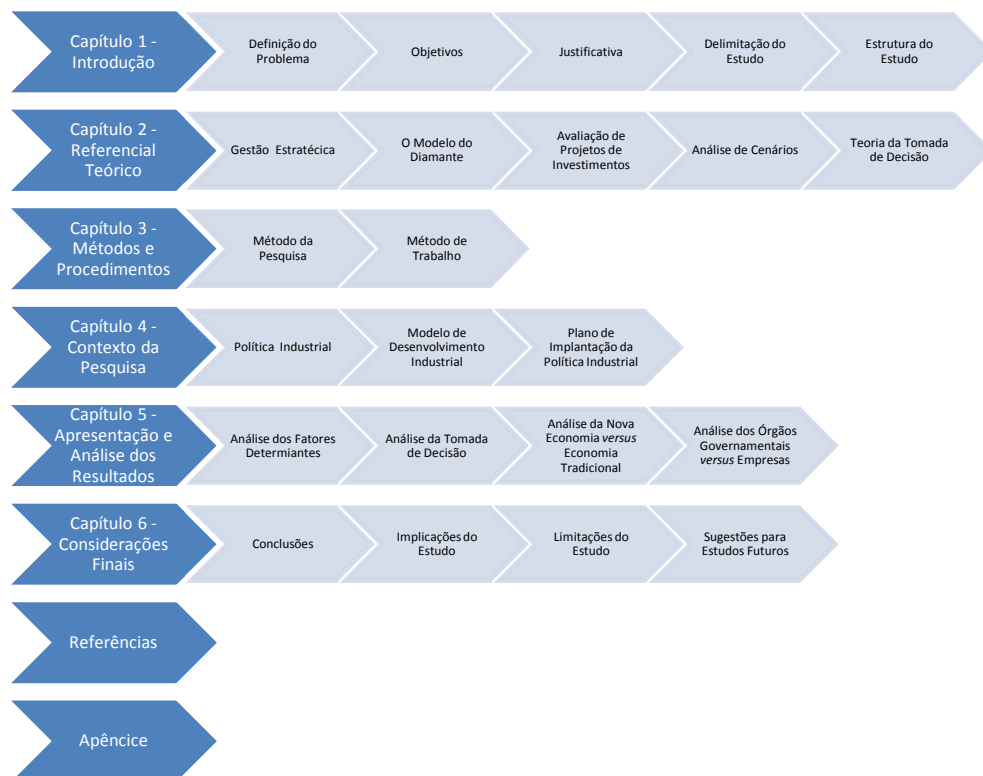 Capítulo 1 -
Introdução
Definição do
Problema
Objetivos
Justificativa
Delimitação do
Estudo
Estrutura do
Estudo
Capítulo 2 -
Referencial
Teórico
Gestão Estratécica
O Modelo do
Diamante
Avaliação de
Projetos de
Investimentos
Análise de Cenários
Teoria da Tomada
de Decisão
Capítulo 3 -
Métodos e
Procedimentos
Método da
Pesquisa
Método de
Trabalho
Capítulo 4 -
Contexto da
Pesquisa
Política Industrial
Modelo de
Desenvolvimento
Industrial
Plano de
Implantação da
Política Industrial
Capítulo 5 -
Apresentação e
Análise dos
Resultados
Análise dos Fatores
Determiantes
Análise da Tomada
de Decisão
Análise da Nova
Economia versus
Economia
Tradicional
Análise dos Órgãos
Governamentais
versus Empresas
Capítulo 6 -
Considerações
Finais
Conclusões
Implicações do
Estudo
Limitações do
Estudo
Sugestões para
Estudos Futuros
Referências
Apêncice